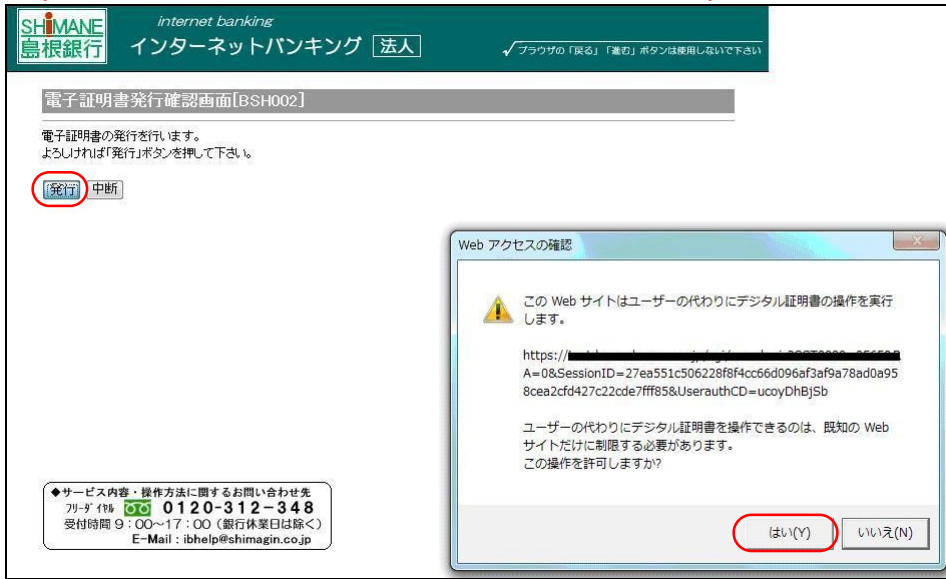 SHiMANE
島根銀行
internet banking
インターネットバンキング 法人
√ブラウザの「戻る」「進む」ボタンは使用しないで下さい
電子証明書発行確認画面[BSH002]
電子証明書の発行を行います。
よろしければ「発行」ボタンを押して下さい。
発行 中断
Web アクセスの確認
この Web サイトはユーザーの代わりにデジタル証明書の操作を実行
します。
https://
A=0&SessionID=27ea551c506228f8f4cc66d096af3af9a78ad0a95
8cea2cfd427c22cde7fff85&UserauthCD=ucoyDhBjSb
ユーザーの代わりにデジタル証明書を操作できるのは、既知の Web
サイトだけに制限する必要があります。
この操作を許可しますか?
はい(Y) いいえ(N)
◆サービス内容・操作方法に関するお問い合わせ先
フリーダイヤル 0120-312-348
受付時間 9:00~17:00 (銀行休業日は除く)
E-Mail : ibhelp@shimagin.co.jp